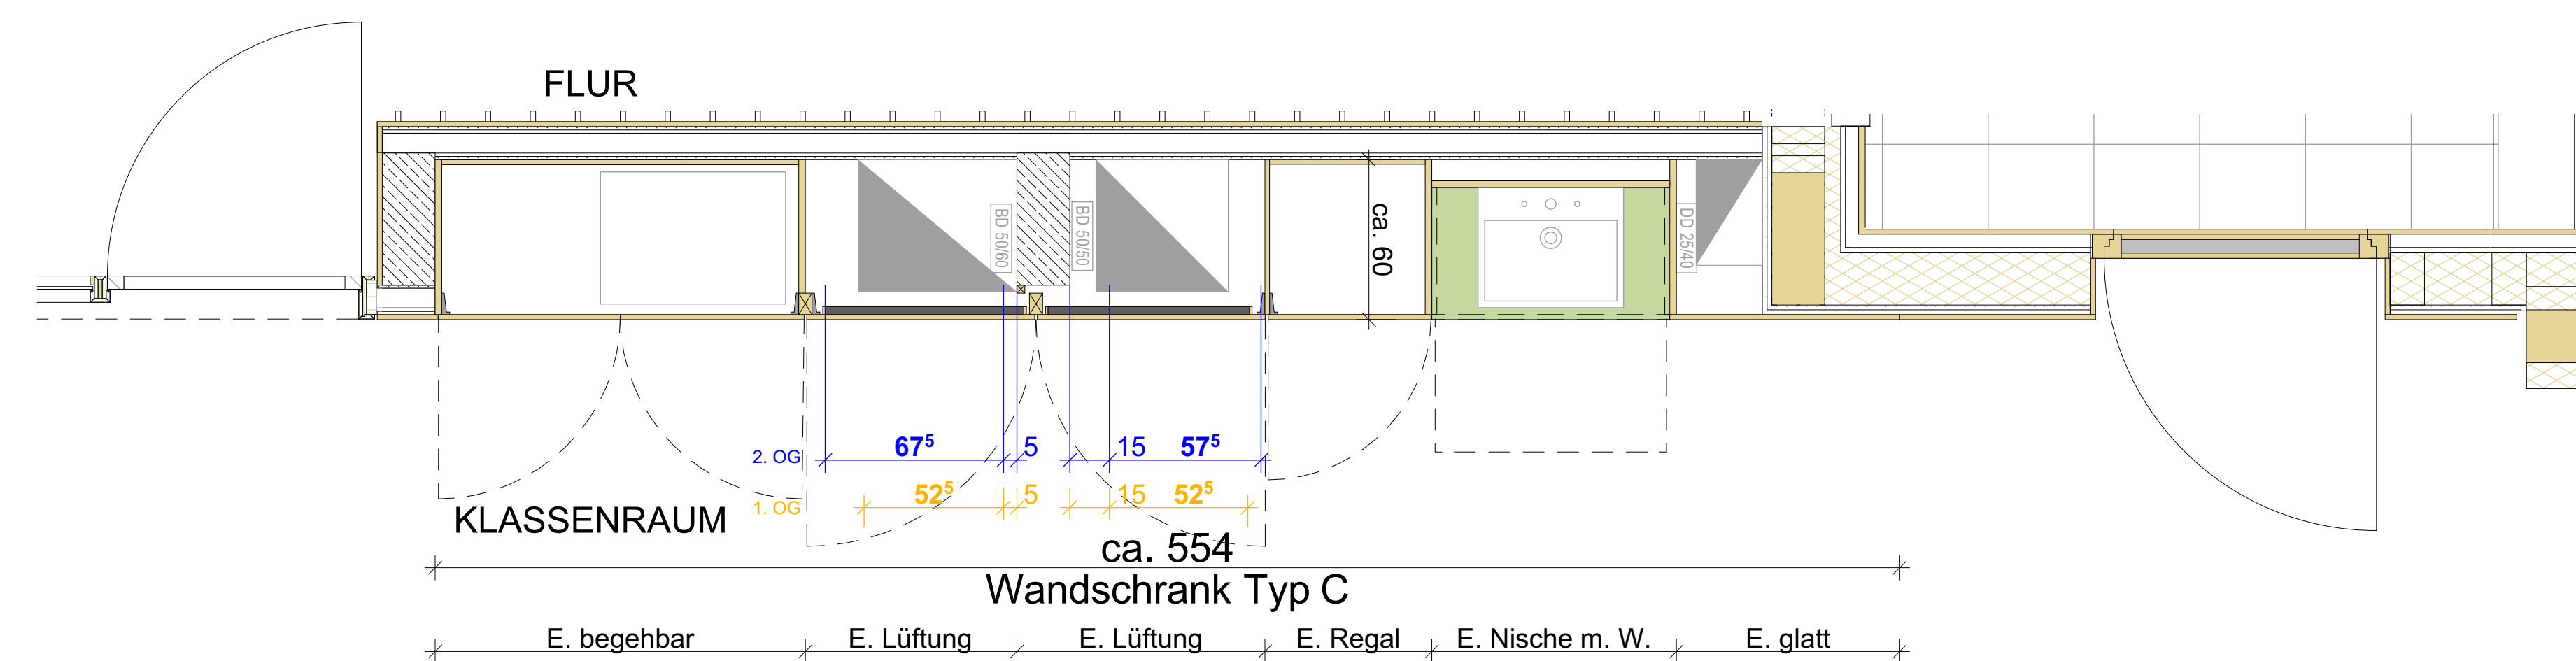 FLUR
BD 50/60
BD 50/50
ca. 60
DD 25/40
2. OG 67⁵ 5 15 57⁵
1. OG 52⁵ 5 15 52⁵
KLASSENRAUM
ca. 554
Wandschrank Typ C
E. begehbar E. Lüftung E. Lüftung E. Regal E. Nische m. W. E. glatt